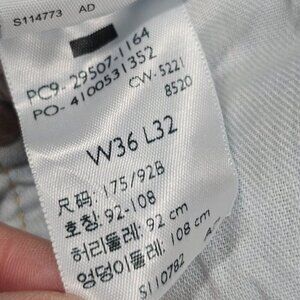 S114773 AD
PC9- 29507-1164
PO- 4100531352
CW-5221
8520
W36 L32
尺码: 175/92B
호칭: 92-108
허리둘레: 92 cm
엉덩이둘레: 108 cm
S110782